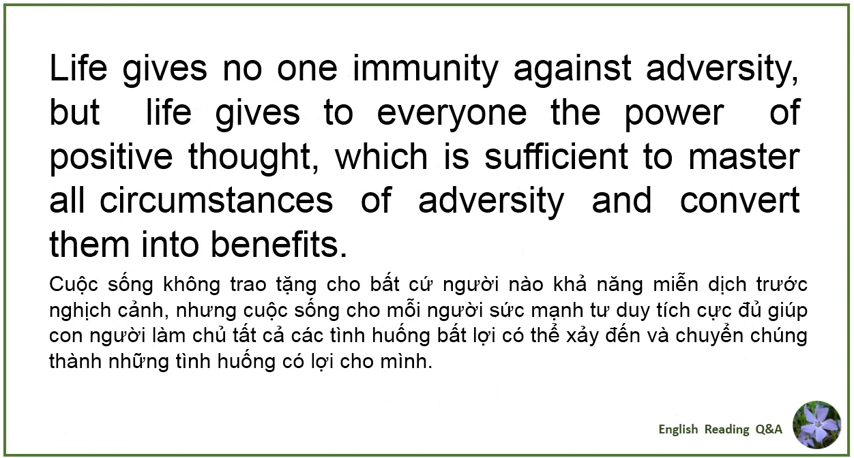 Life gives no one immunity against adversity,
but life gives to everyone the power of
positive thought, which is sufficient to master
all circumstances of adversity and convert
them into benefits.
Cuộc sống không trao tặng cho bất cứ người nào khả năng miễn dịch trước
nghịch cảnh, nhưng cuộc sống cho mỗi người sức mạnh tư duy tích cực đủ giúp
con người làm chủ tất cả các tình huống bất lợi có thể xảy đến và chuyển chúng
thành những tình huống có lợi cho mình.
English Reading Q&A